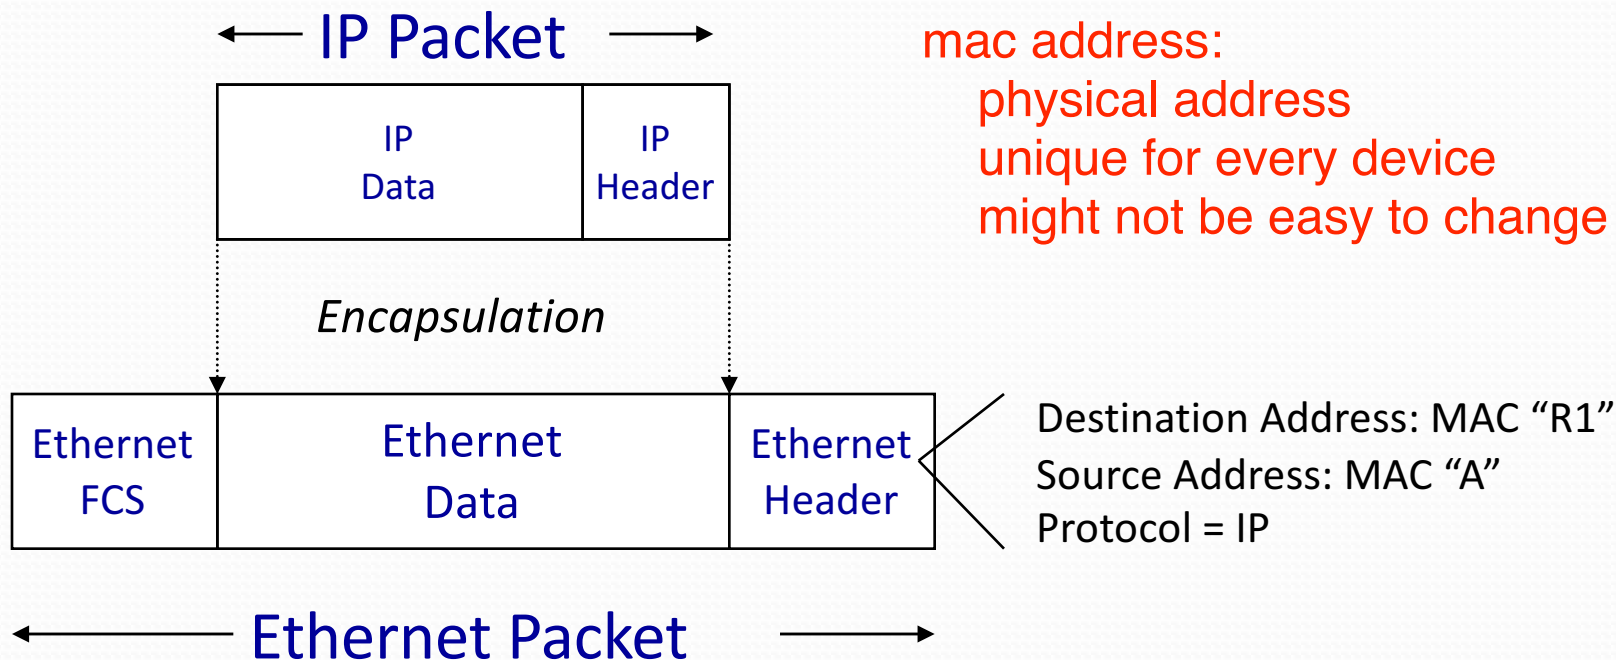 IP Packet
mac address:
physical address
unique for every device
might not be easy to change
IP
Data
IP
Header
Encapsulation
Ethernet
FCS
Ethernet
Data
Ethernet
Header
Destination Address: MAC “R1”
Source Address: MAC “A”
Protocol = IP
Ethernet Packet